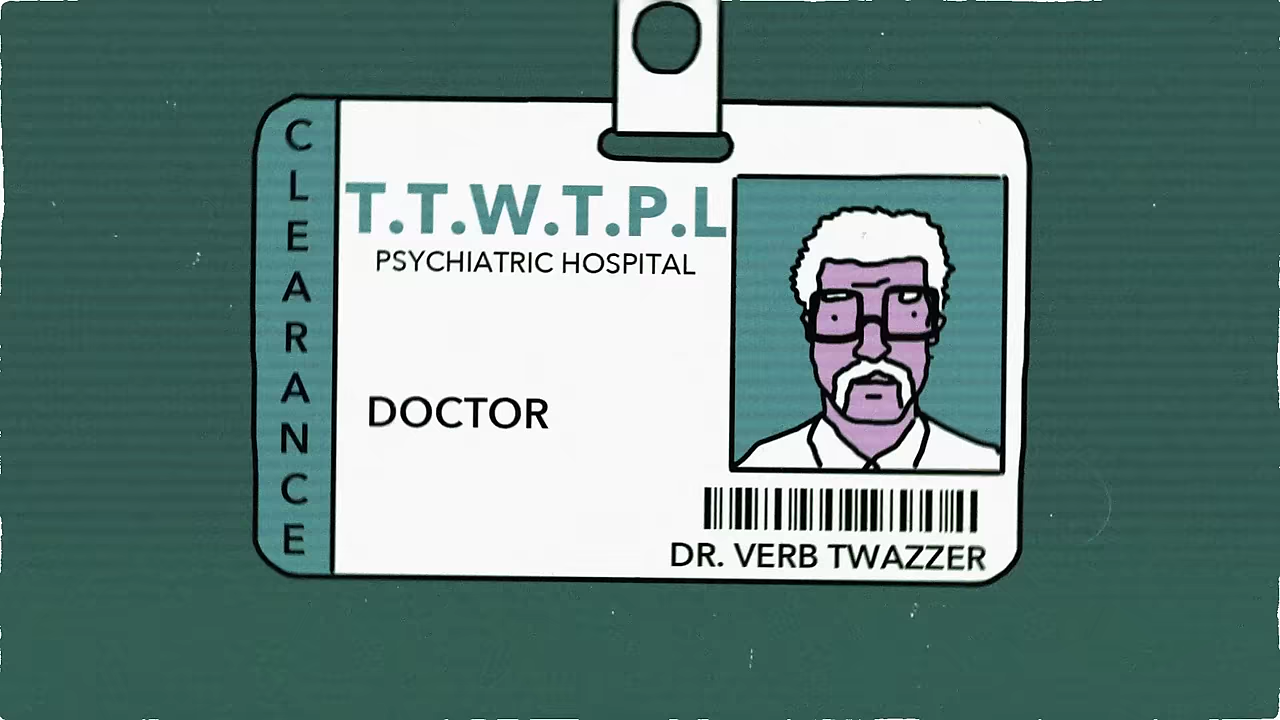 CLEARANCE
T.T.W.T.P.L
PSYCHIATRIC HOSPITAL
DOCTOR
DR. VERB TWAZZER